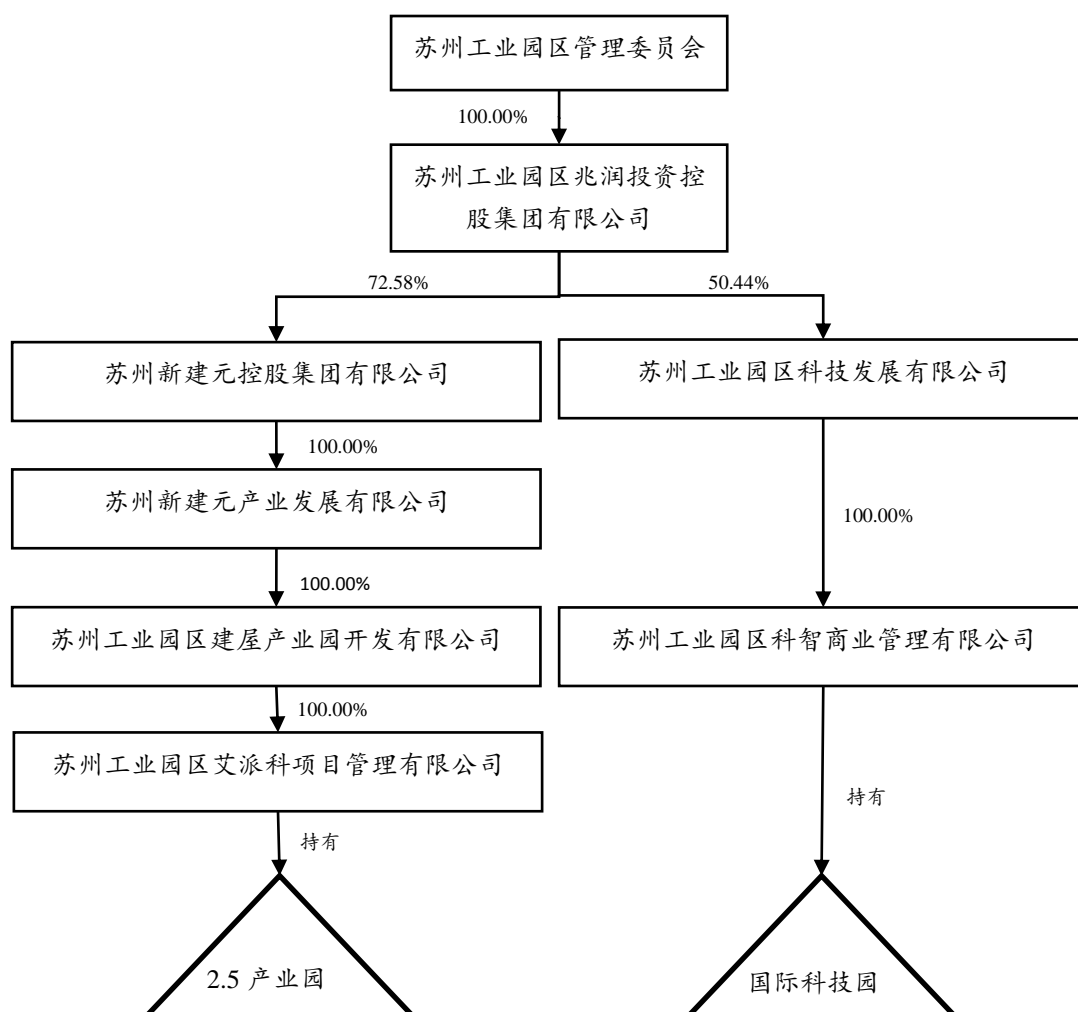 苏州工业园区管理委员会
100.00%
苏州工业园区兆润投资控
股集团有限公司
72.58%
50.44%
苏州新建元控股集团有限公司
苏州工业园区科技发展有限公司
100.00%
苏州新建元产业发展有限公司
100.00%
100.00%
苏州工业园区建屋产业园开发有限公司
苏州工业园区科智商业管理有限公司
100.00%
苏州工业园区艾派科项目管理有限公司
持有
持有
2.5 产业园
国际科技园